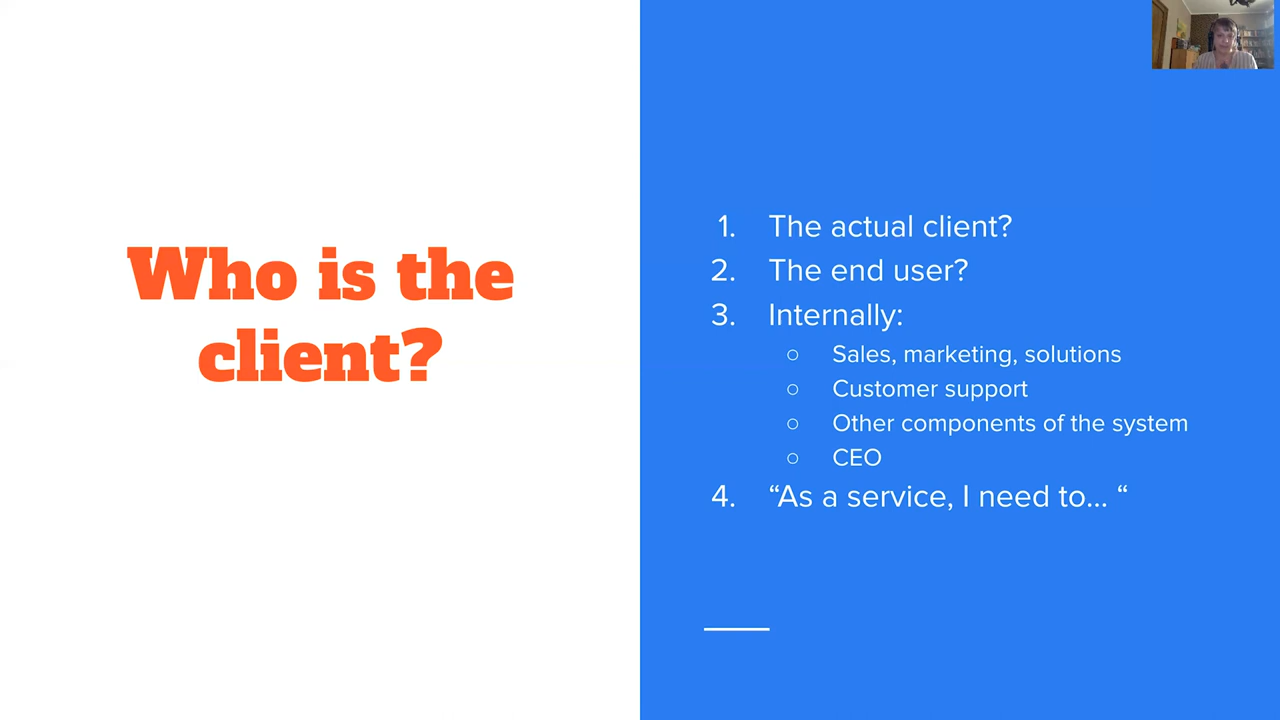 Who is the
client?
1. The actual client?
2. The end user?
3. Internally:
○ Sales, marketing, solutions
○ Customer support
○ Other components of the system
○ CEO
4. “As a service, I need to... “